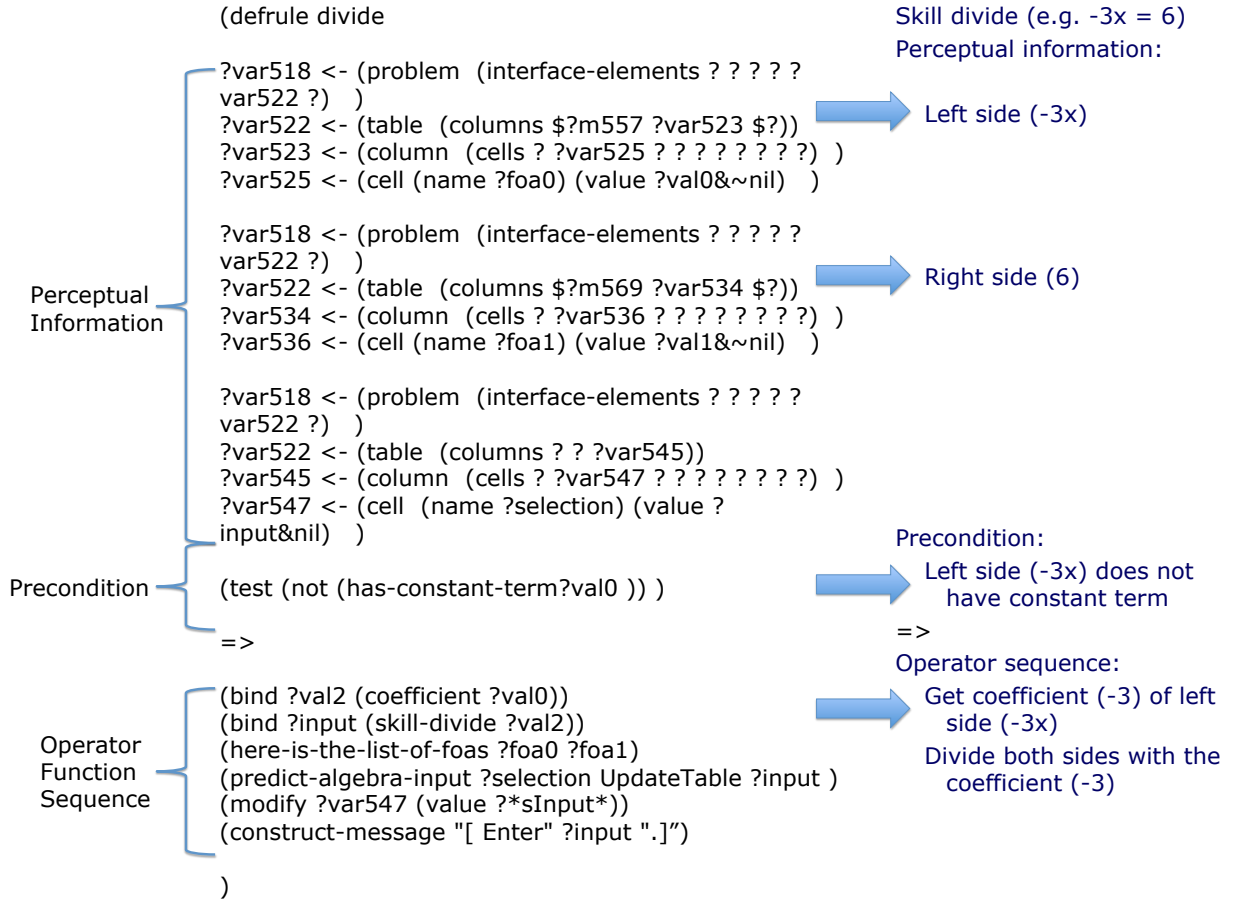 (defrule divide
?var518 <- (problem  (interface-elements ? ? ? ? ?
var522 ?)   )
?var522 <- (table  (columns $?m557 ?var523 $?))
?var523 <- (column  (cells ? ?var525 ? ? ? ? ? ? ? ?)  )
?var525 <- (cell (name ?foa0) (value ?val0&~nil)   )
?var518 <- (problem  (interface-elements ? ? ? ? ?
var522 ?)   )
?var522 <- (table  (columns $?m569 ?var534 $?))
?var534 <- (column  (cells ? ?var536 ? ? ? ? ? ? ? ?)  )
?var536 <- (cell (name ?foa1) (value ?val1&~nil)   )
?var518 <- (problem  (interface-elements ? ? ? ? ?
var522 ?)   )
?var522 <- (table  (columns ? ? ?var545))
?var545 <- (column  (cells ? ?var547 ? ? ? ? ? ? ? ?)  )
?var547 <- (cell  (name ?selection) (value ?
input&nil)   )
(test (not (has-constant-term?val0 )) )
=>
(bind ?val2 (coefficient ?val0))
(bind ?input (skill-divide ?val2))
(here-is-the-list-of-foas ?foa0 ?foa1)
(predict-algebra-input ?selection UpdateTable ?input )
(modify ?var547 (value ?*sInput*))
(construct-message "[ Enter" ?input ".]”)
)
Perceptual
Information
Precondition
Operator
Function
Sequence
Skill divide (e.g. -3x = 6)
Perceptual information:
Left side (-3x)
Right side (6)
Precondition:
Left side (-3x) does not
have constant term
=>
Operator sequence:
Get coefficient (-3) of left
side (-3x)
Divide both sides with the
coefficient (-3)